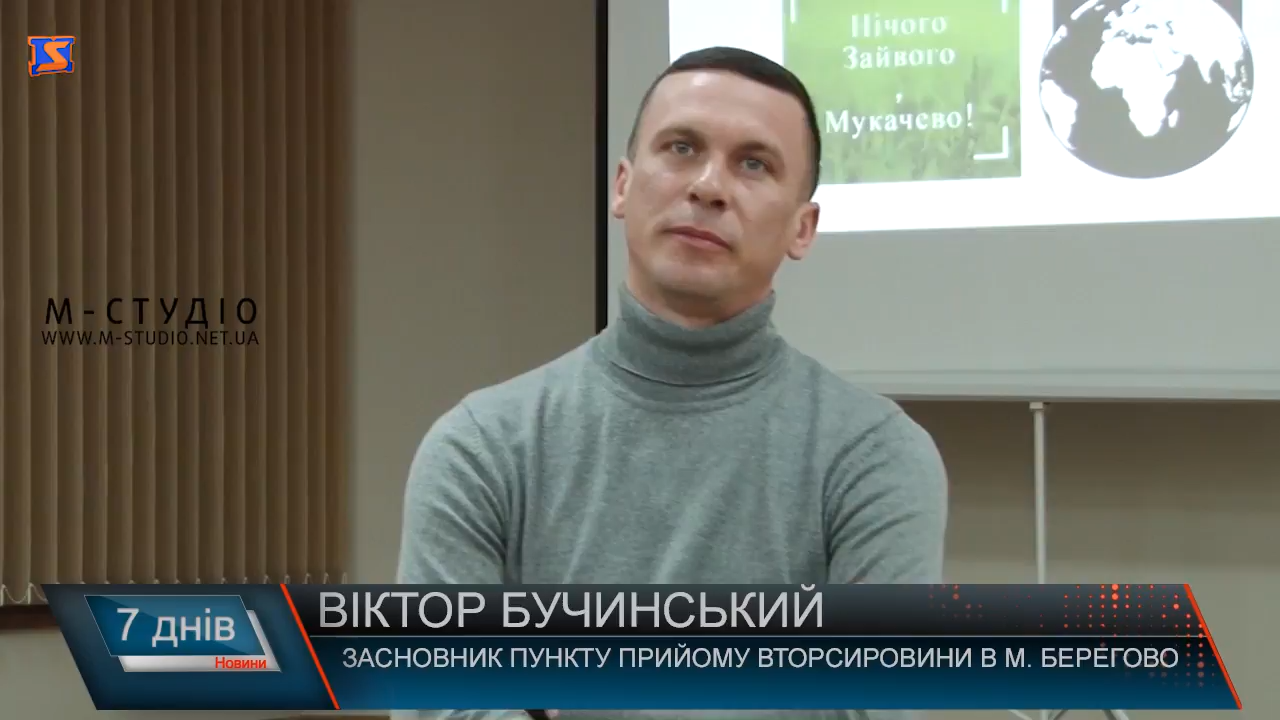 Нічого
Зайвого
,
Мукачево!
М-СТУДІО
WWW.M-STUDIO.NET.UA
7 днів
Новини
ВІКТОР БУЧИНСЬКИЙ
ЗАСНОВНИК ПУНКТУ ПРИЙОМУ ВТОРСИРОВИНИ В М. БЕРЕГОВО